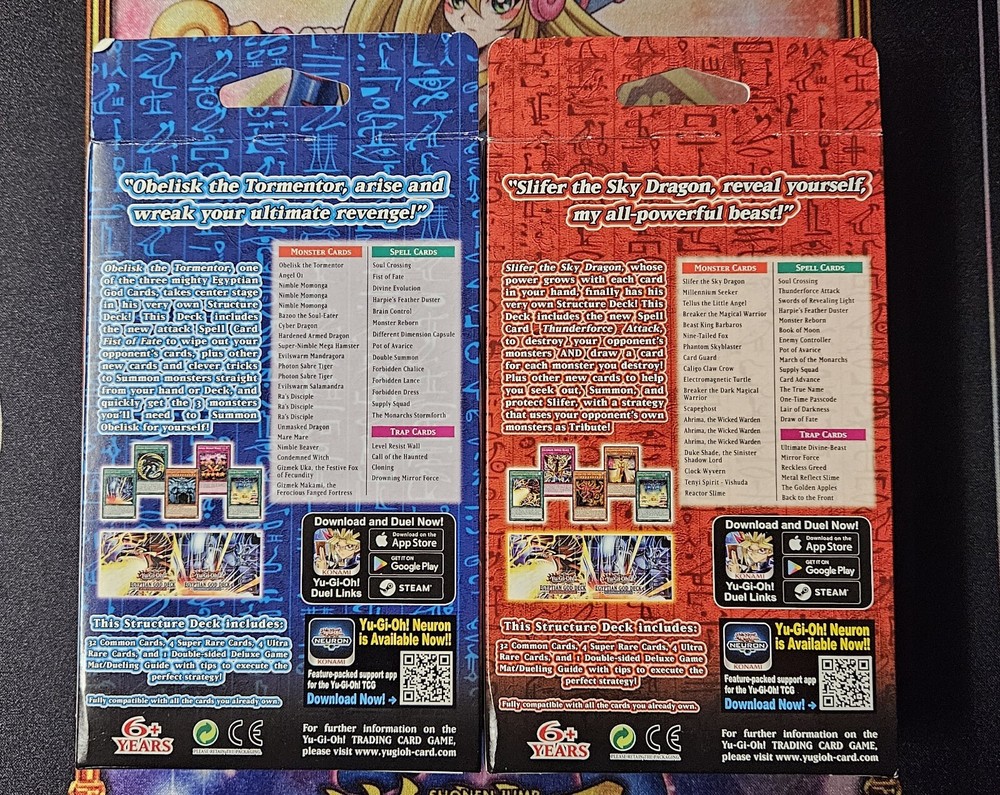 "Obelisk the Tormentor, arise and
wreak your ultimate revenge!"
Obelisk the Tormentor, one
of the three mighty Egyptian
God Cards, takes center stage
in his very own Structure
Deck! This Deck includes
the new attack Spell Card
Fist of Fate to wipe out your
opponent's cards, plus other
new cards and clever tricks
to Summon monsters straight
from your hand or Deck, and
quickly get the 3 monsters
you'll need to Summon
Obelisk for yourself!
MONSTER CARDS
Obelisk the Tormentor
Angel O1
Nimble Momonga
Nimble Momonga
Nimble Momonga
Bazoo the Soul-Eater
Cyber Dragon
Hardened Armed Dragon
Super-Nimble Mega Hamster
Evilswarm Mandragora
Photon Sabre Tiger
Photon Sabre Tiger
Evilswarm Salamandra
Ra's Disciple
Ra's Disciple
Ra's Disciple
Unmasked Dragon
Mare Mare
Nimble Beaver
Condemned Witch
Gizmek Uka, the Festive Fox
of Fecundity
Gizmek Makami, the
Ferocious Fanged Fortress
SPELL CARDS
Soul Crossing
Fist of Fate
Divine Evolution
Harpie's Feather Duster
Brain Control
Monster Reborn
Different Dimension Capsule
Pot of Avarice
Double Summon
Forbidden Chalice
Forbidden Lance
Forbidden Dress
Supply Squad
The Monarchs Stormforth
TRAP CARDS
Level Resist Wall
Call of the Haunted
Cloning
Drowning Mirror Force
Download and Duel Now!
KONAMI
Yu-Gi-Oh!
Duel Links
Download on the
App Store
GET IT ON
Google Play
STEAM
This Structure Deck includes:
32 Common Cards, 4 Super Rare Cards, 4 Ultra
Rare Cards, and 1 Double-sided Deluxe Game
Mat/Dueling Guide with tips to execute the
perfect strategy!
Fully compatible with all the cards you already own.
NEURON
KONAMI
Yu-Gi-Oh! Neuron
is Available Now!!
Feature-packed support app
for the Yu-Gi-Oh! TCG
Download Now!
6+
YEARS
PLEASE RETAIN THE PACKAGING
CE
For further information on the
Yu-Gi-Oh! TRADING CARD GAME,
please visit www.yugioh-card.com
"Slifer the Sky Dragon, reveal yourself,
my all-powerful beast!"
Slifer the Sky Dragon, whose
power grows with each card
in your hand, finally has his
very own Structure Deck! This
Deck includes the new Spell
Card Thunderforce Attack,
to destroy your opponent's
monsters AND draw a card
for each monster you destroy!
Plus other new cards to help
you seek out, Summon, and
protect Slifer, with a strategy
that uses your opponent's own
monsters as Tribute!
MONSTER CARDS
Slifer the Sky Dragon
Millennium Seeker
Tellus the Little Angel
Breaker the Magical Warrior
Beast King Barbaros
Nine-Tailed Fox
Phantom Skyblaster
Card Guard
Caligo Claw Crow
Electromagnetic Turtle
Breaker the Dark Magical
Warrior
Scapeghost
Ahrima, the Wicked Warden
Ahrima, the Wicked Warden
Ahrima, the Wicked Warden
Duke Shade, the Sinister
Shadow Lord
Clock Wyvern
Tenyi Spirit - Vishuda
Reactor Slime
SPELL CARDS
Soul Crossing
Thunderforce Attack
Swords of Revealing Light
Harpie's Feather Duster
Monster Reborn
Book of Moon
Enemy Controller
Pot of Avarice
March of the Monarchs
Supply Squad
Card Advance
The True Name
One-Time Passcode
Lair of Darkness
Draw of Fate
TRAP CARDS
Ultimate Divine-Beast
Mirror Force
Reckless Greed
Metal Reflect Slime
The Golden Apples
Back to the Front
Download and Duel Now!
KONAMI
Yu-Gi-Oh!
Duel Links
Download on the
App Store
GET IT ON
Google Play
STEAM
This Structure Deck includes:
32 Common Cards, 4 Super Rare Cards, 4 Ultra
Rare Cards, and 1 Double-sided Deluxe Game
Mat/Dueling Guide with tips to execute the
perfect strategy!
Fully compatible with all the cards you already own.
NEURON
KONAMI
Yu-Gi-Oh! Neuron
is Available Now!!
Feature-packed support app
for the Yu-Gi-Oh! TCG
Download Now!
6+
YEARS
PLEASE RETAIN THE PACKAGING
CE
For further information on the
Yu-Gi-Oh! TRADING CARD GAME,
please visit www.yugioh-card.com
SHONEN JUMP